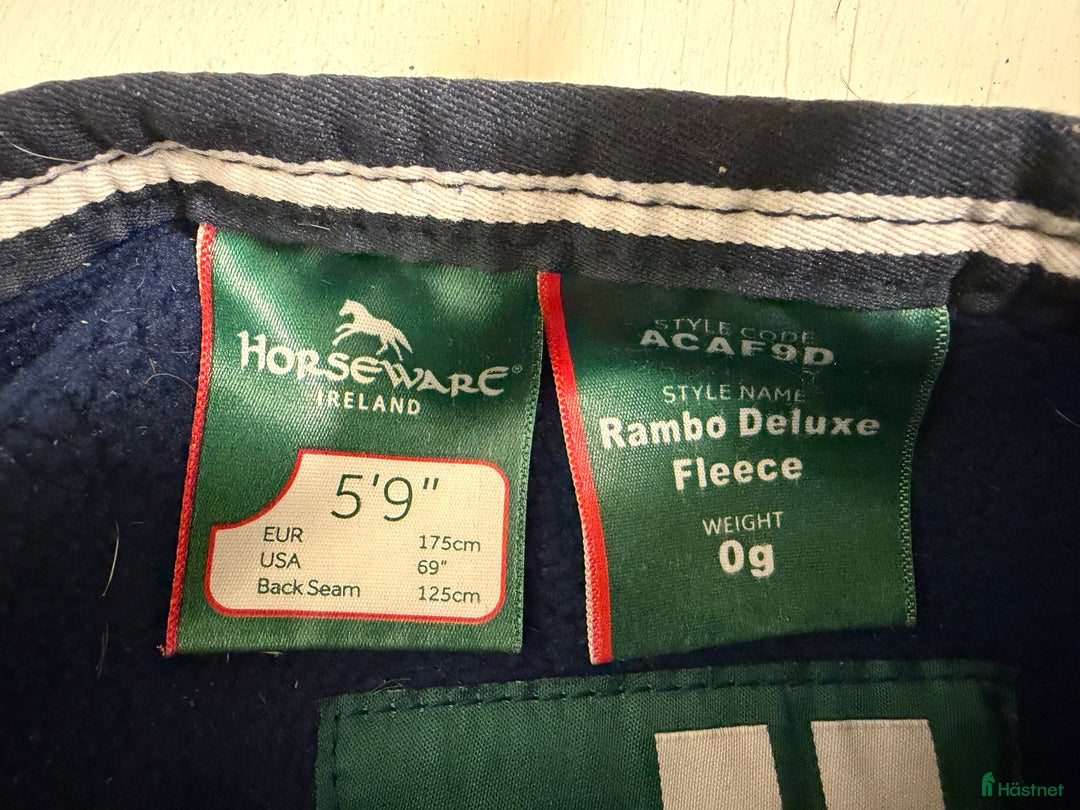 HORSEWARE®
IRELAND
5'9"
EUR 175cm
USA 69"
Back Seam 125cm
STYLE CODE
ACAF9D
STYLE NAME
Rambo Deluxe
Fleece
WEIGHT
0g
Hästnet